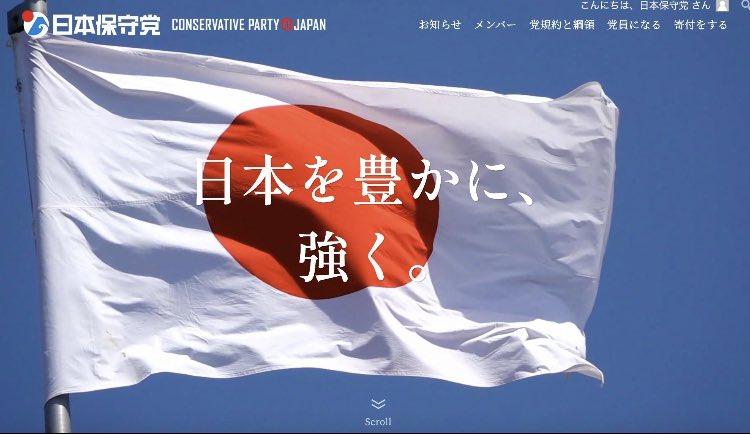 こんにちは、日本保守党 さん
日本保守党 CONSERVATIVE PARTY OF JAPAN
お知らせ メンバー 党規約と綱領 党員になる 寄付をする
日本を豊かに、
強く。
Scroll